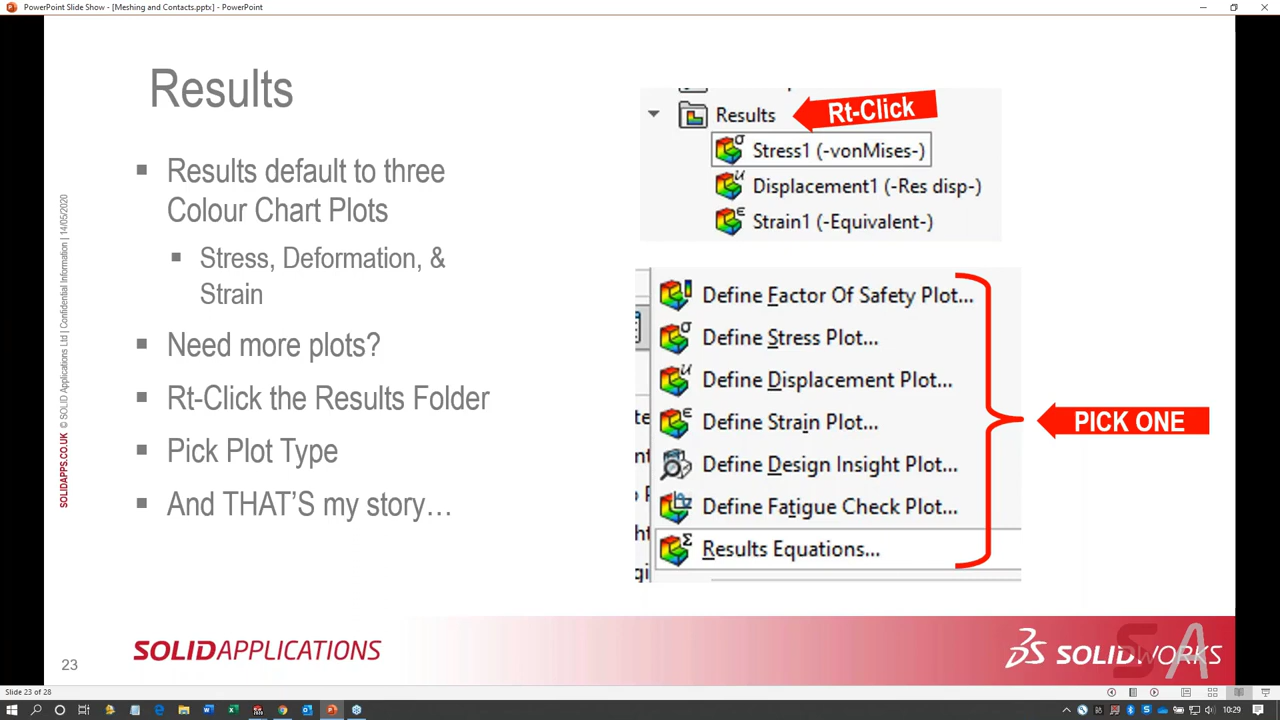 PowerPoint Slide Show - [Meshing and Contacts.pptx] - PowerPoint
Results
Results default to three
Colour Chart Plots
Stress, Deformation, &
Strain
Need more plots?
Rt-Click the Results Folder
Pick Plot Type
And THAT'S my story…
SOLIDAPPS.CO.UK © SOLID Applications Ltd | Confidential Information | 14/05/2020
Results
Rt-Click
Stress1 (-vonMises-)
Displacement1 (-Res disp-)
Strain1 (-Equivalent-)
Define Factor Of Safety Plot...
Define Stress Plot...
Define Displacement Plot...
Define Strain Plot...
Define Design Insight Plot...
Define Fatigue Check Plot...
Results Equations...
PICK ONE
SOLIDAPPLICATIONS
SOLIDWORKS
SA
23
Slide 23 of 28
10:29